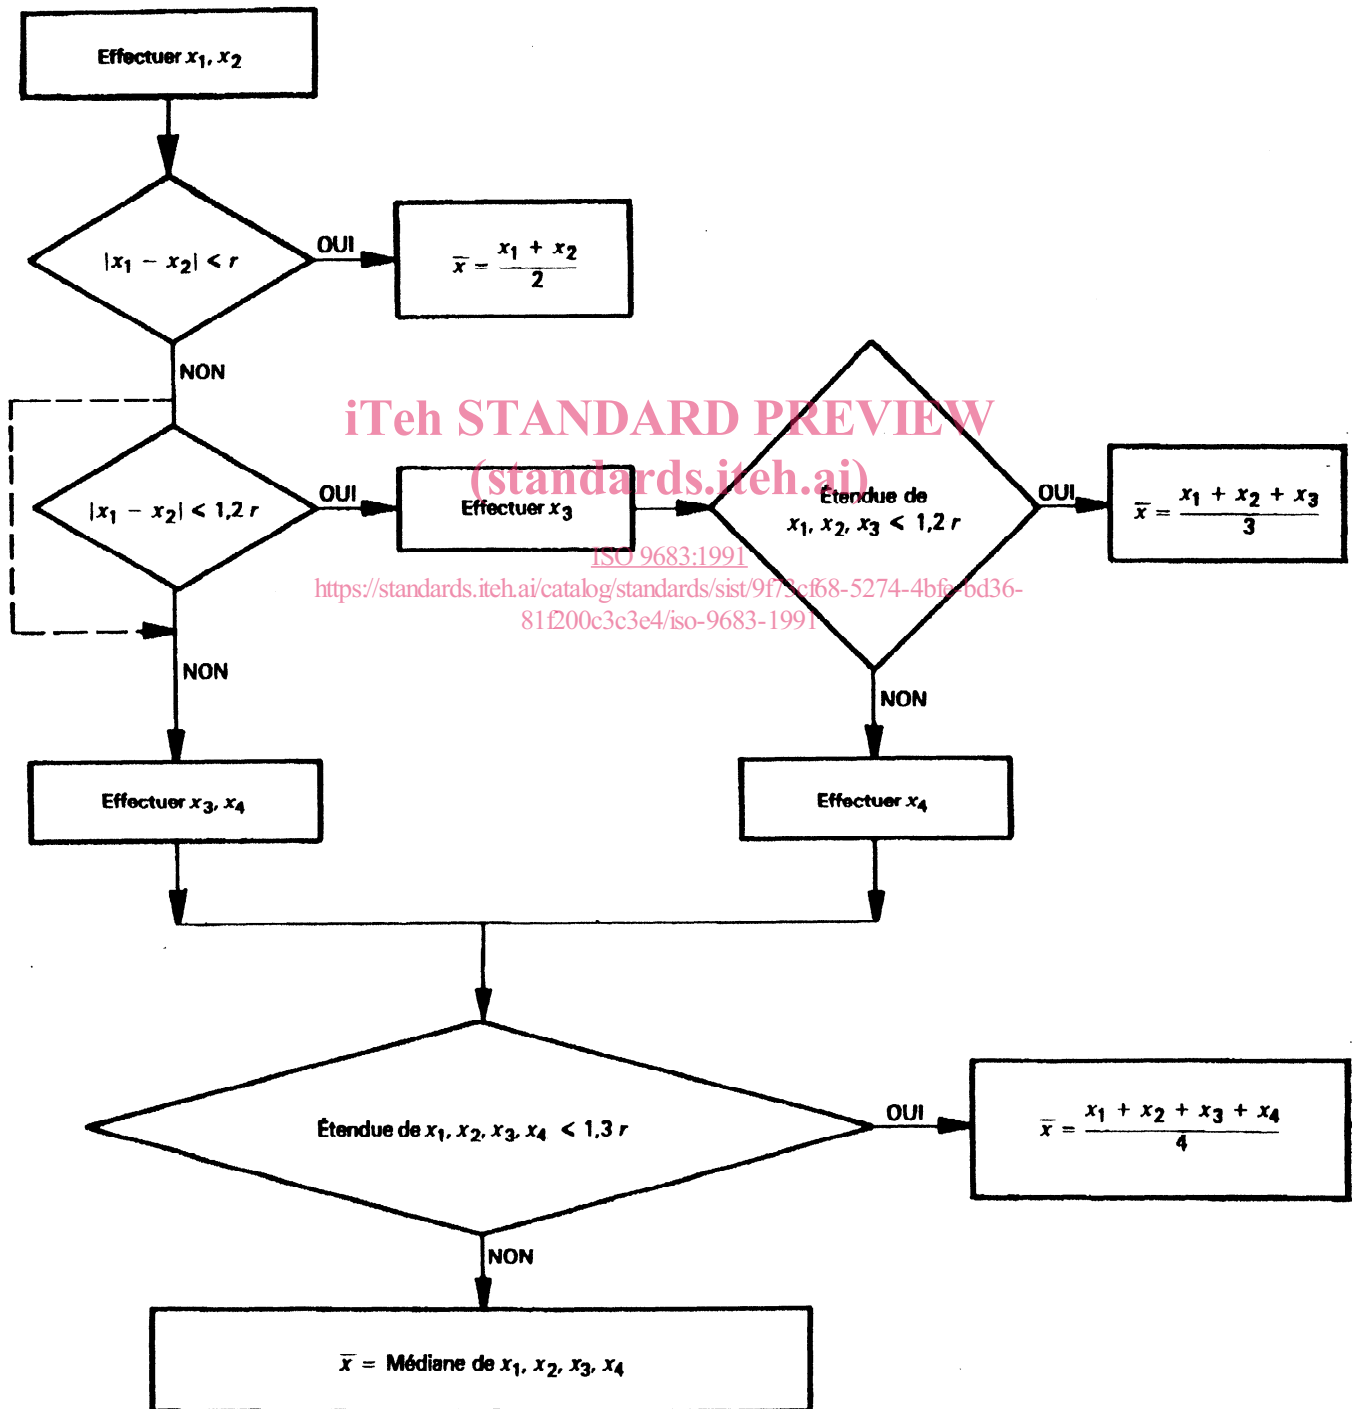 Effectuer x1, x2
|x1 − x2| < r
OUI
x̄ = x1 + x2 / 2
NON
|x1 − x2| < 1,2 r
OUI
Effectuer x3
Étendue de
x1, x2, x3 < 1,2 r
OUI
x̄ = x1 + x2 + x3 / 3
iTeh STANDARD PREVIEW
(standards.iteh.ai)
ISO 9683:1991
https://standards.iteh.ai/catalog/standards/sist/9f73cf68-5274-4bfe-bd36-
81f200c3c3e4/iso-9683-1991
NON
NON
Effectuer x3, x4
Effectuer x4
Étendue de x1, x2, x3, x4 < 1,3 r
OUI
x̄ = x1 + x2 + x3 + x4 / 4
NON
x̄ = Médiane de x1, x2, x3, x4